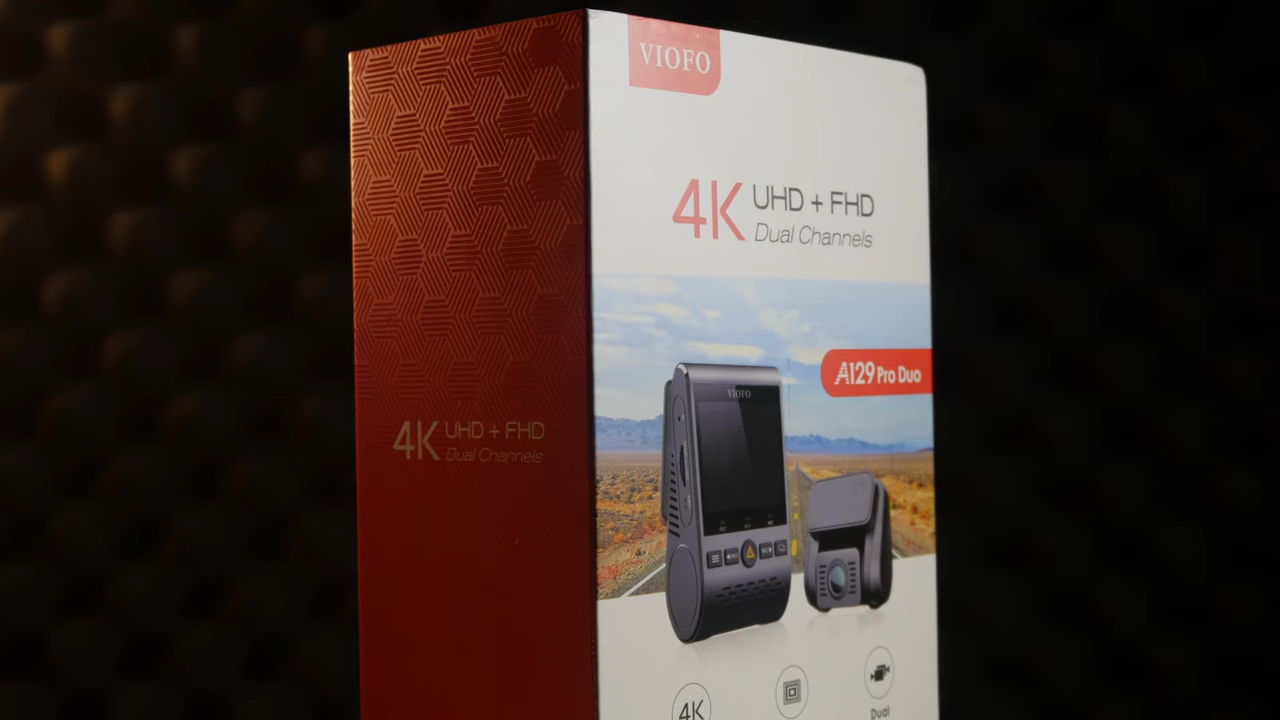 VIOFO
4K UHD + FHD
Dual Channels
A129 Pro Duo
VIOFO
4K UHD + FHD
Dual Channels
4K
Dual